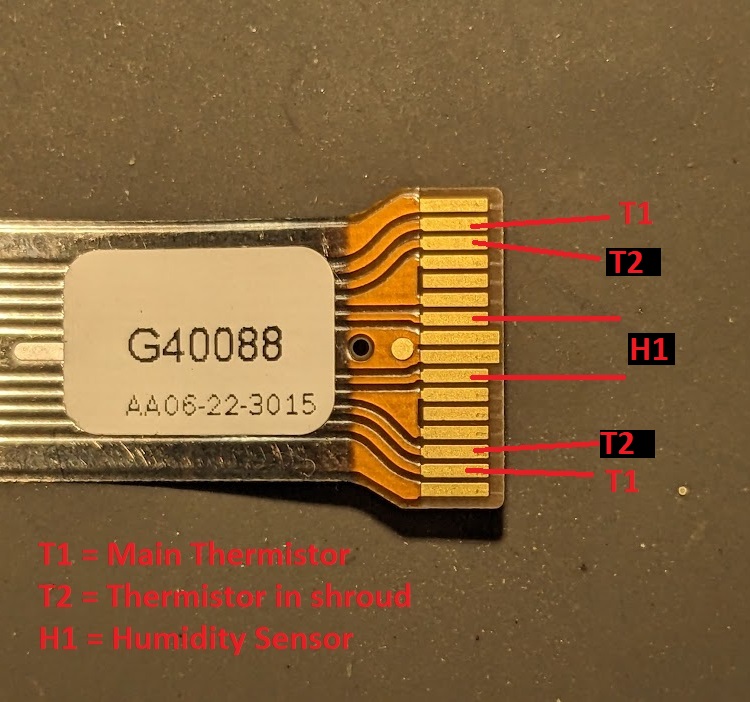 T1
T2
H1
G40088
AA06-22-3015
T2
T1
T1 = Main Thermistor
T2 = Thermistor in shroud
H1 = Humidity Sensor